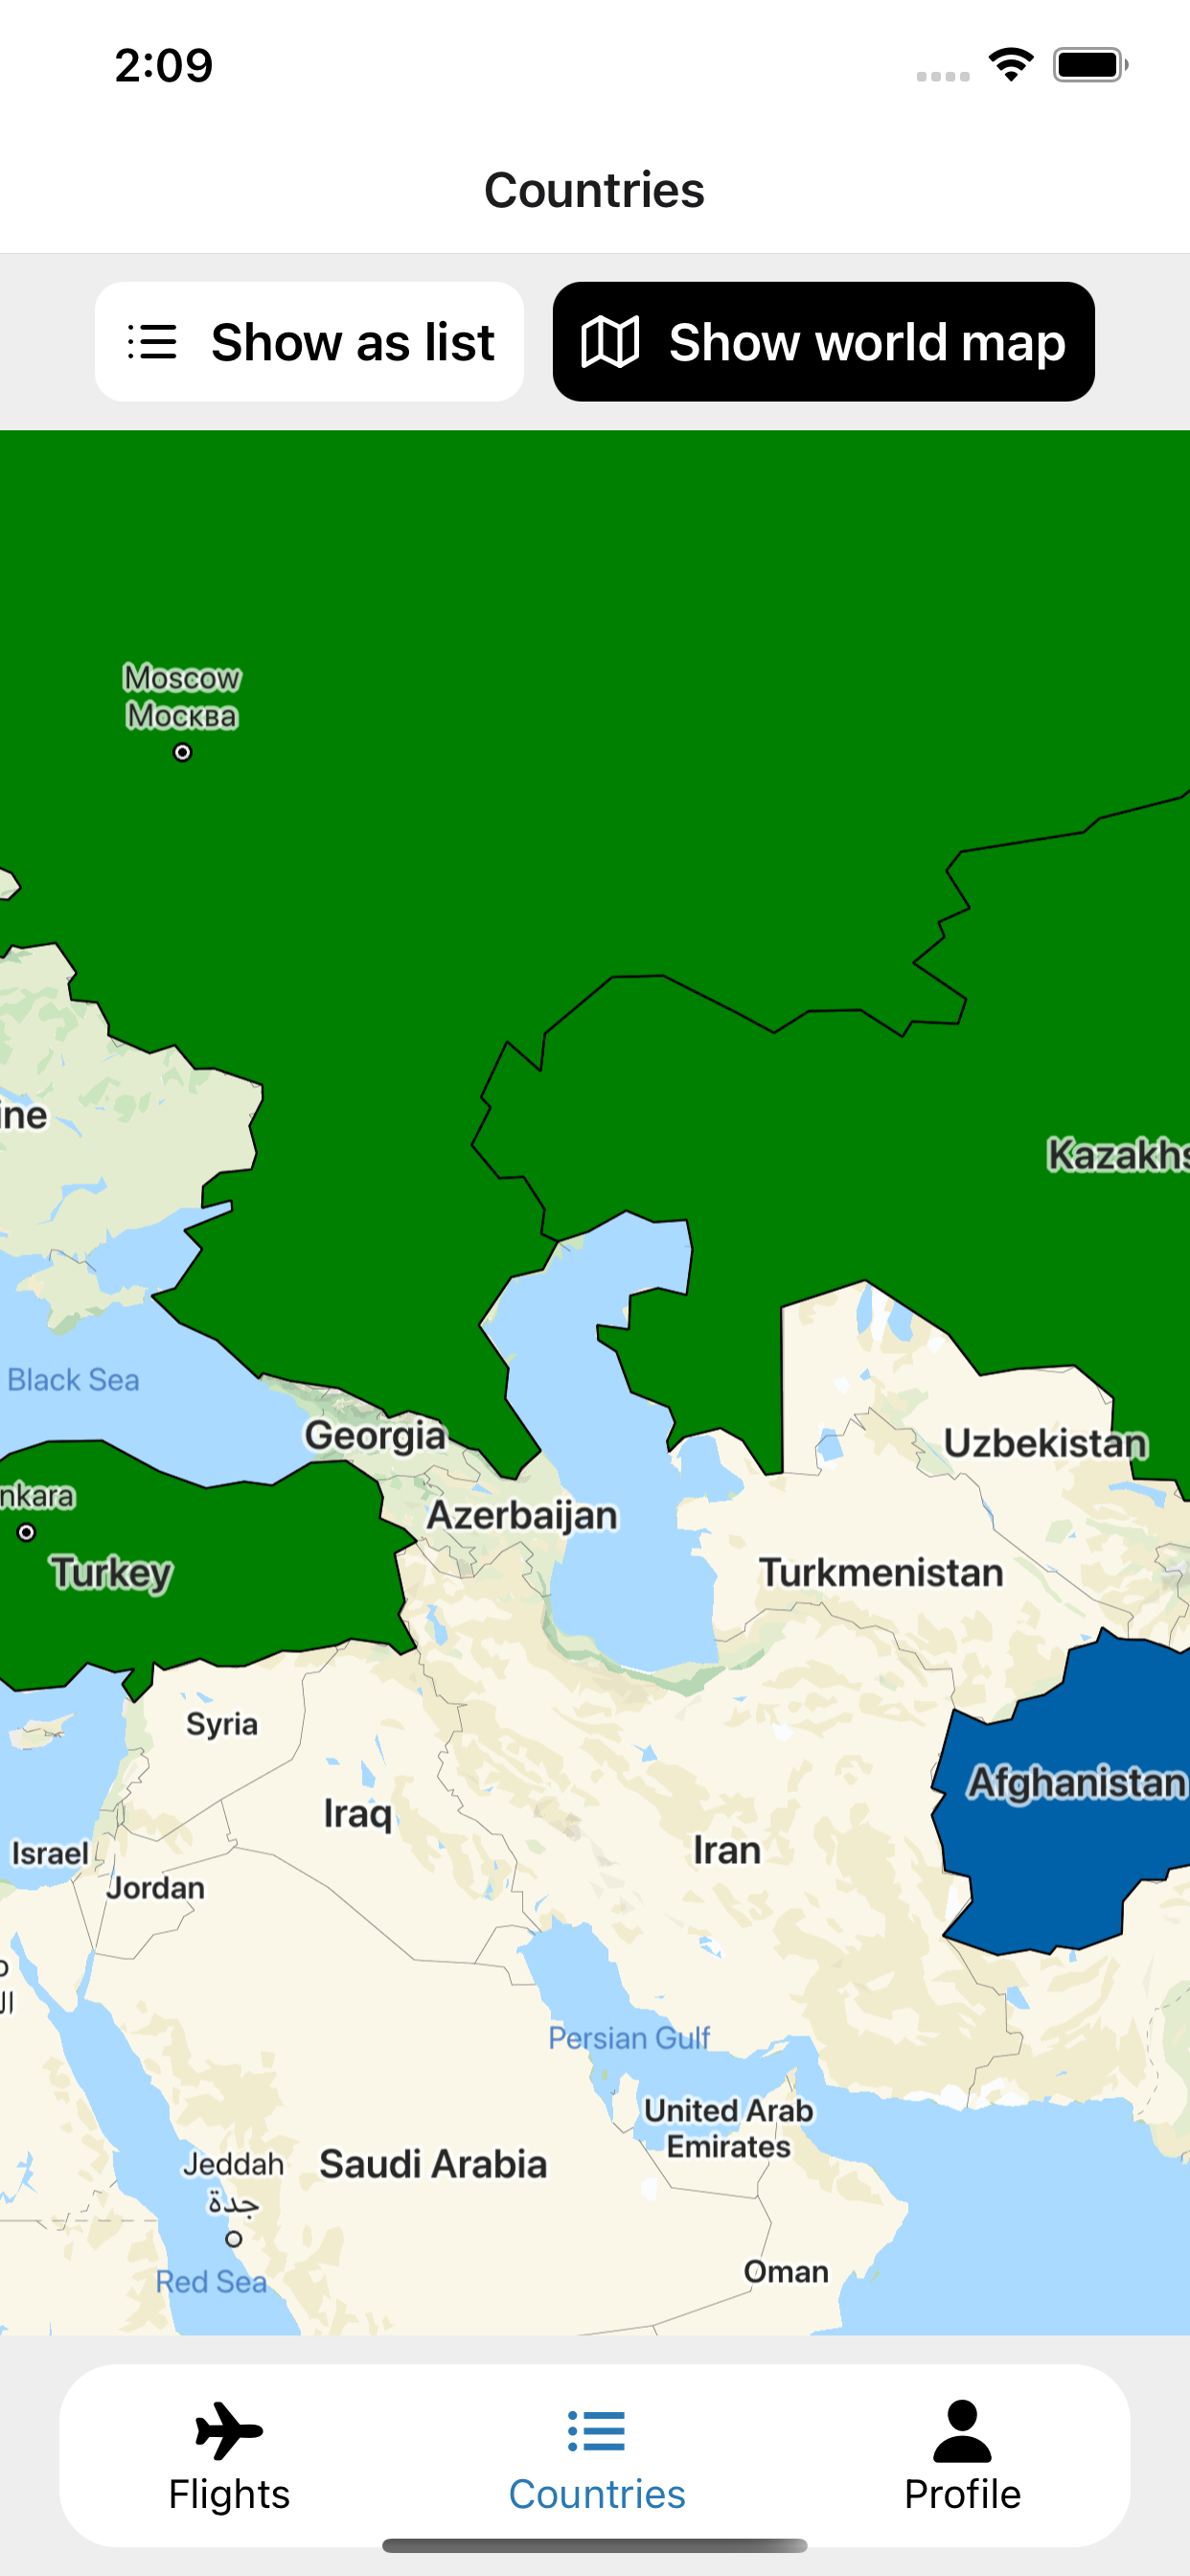 2:09
Countries
Show as list
Show world map
Moscow
Москва
ine
Kazakhs
Black Sea
Georgia
Uzbekistan
nkara
Azerbaijan
Turkey
Turkmenistan
Syria
Afghanistan
Iraq
Iran
Israel
Jordan
Persian Gulf
United Arab
Emirates
Saudi Arabia
Jeddah
جدة
Oman
Red Sea
Flights
Countries
Profile